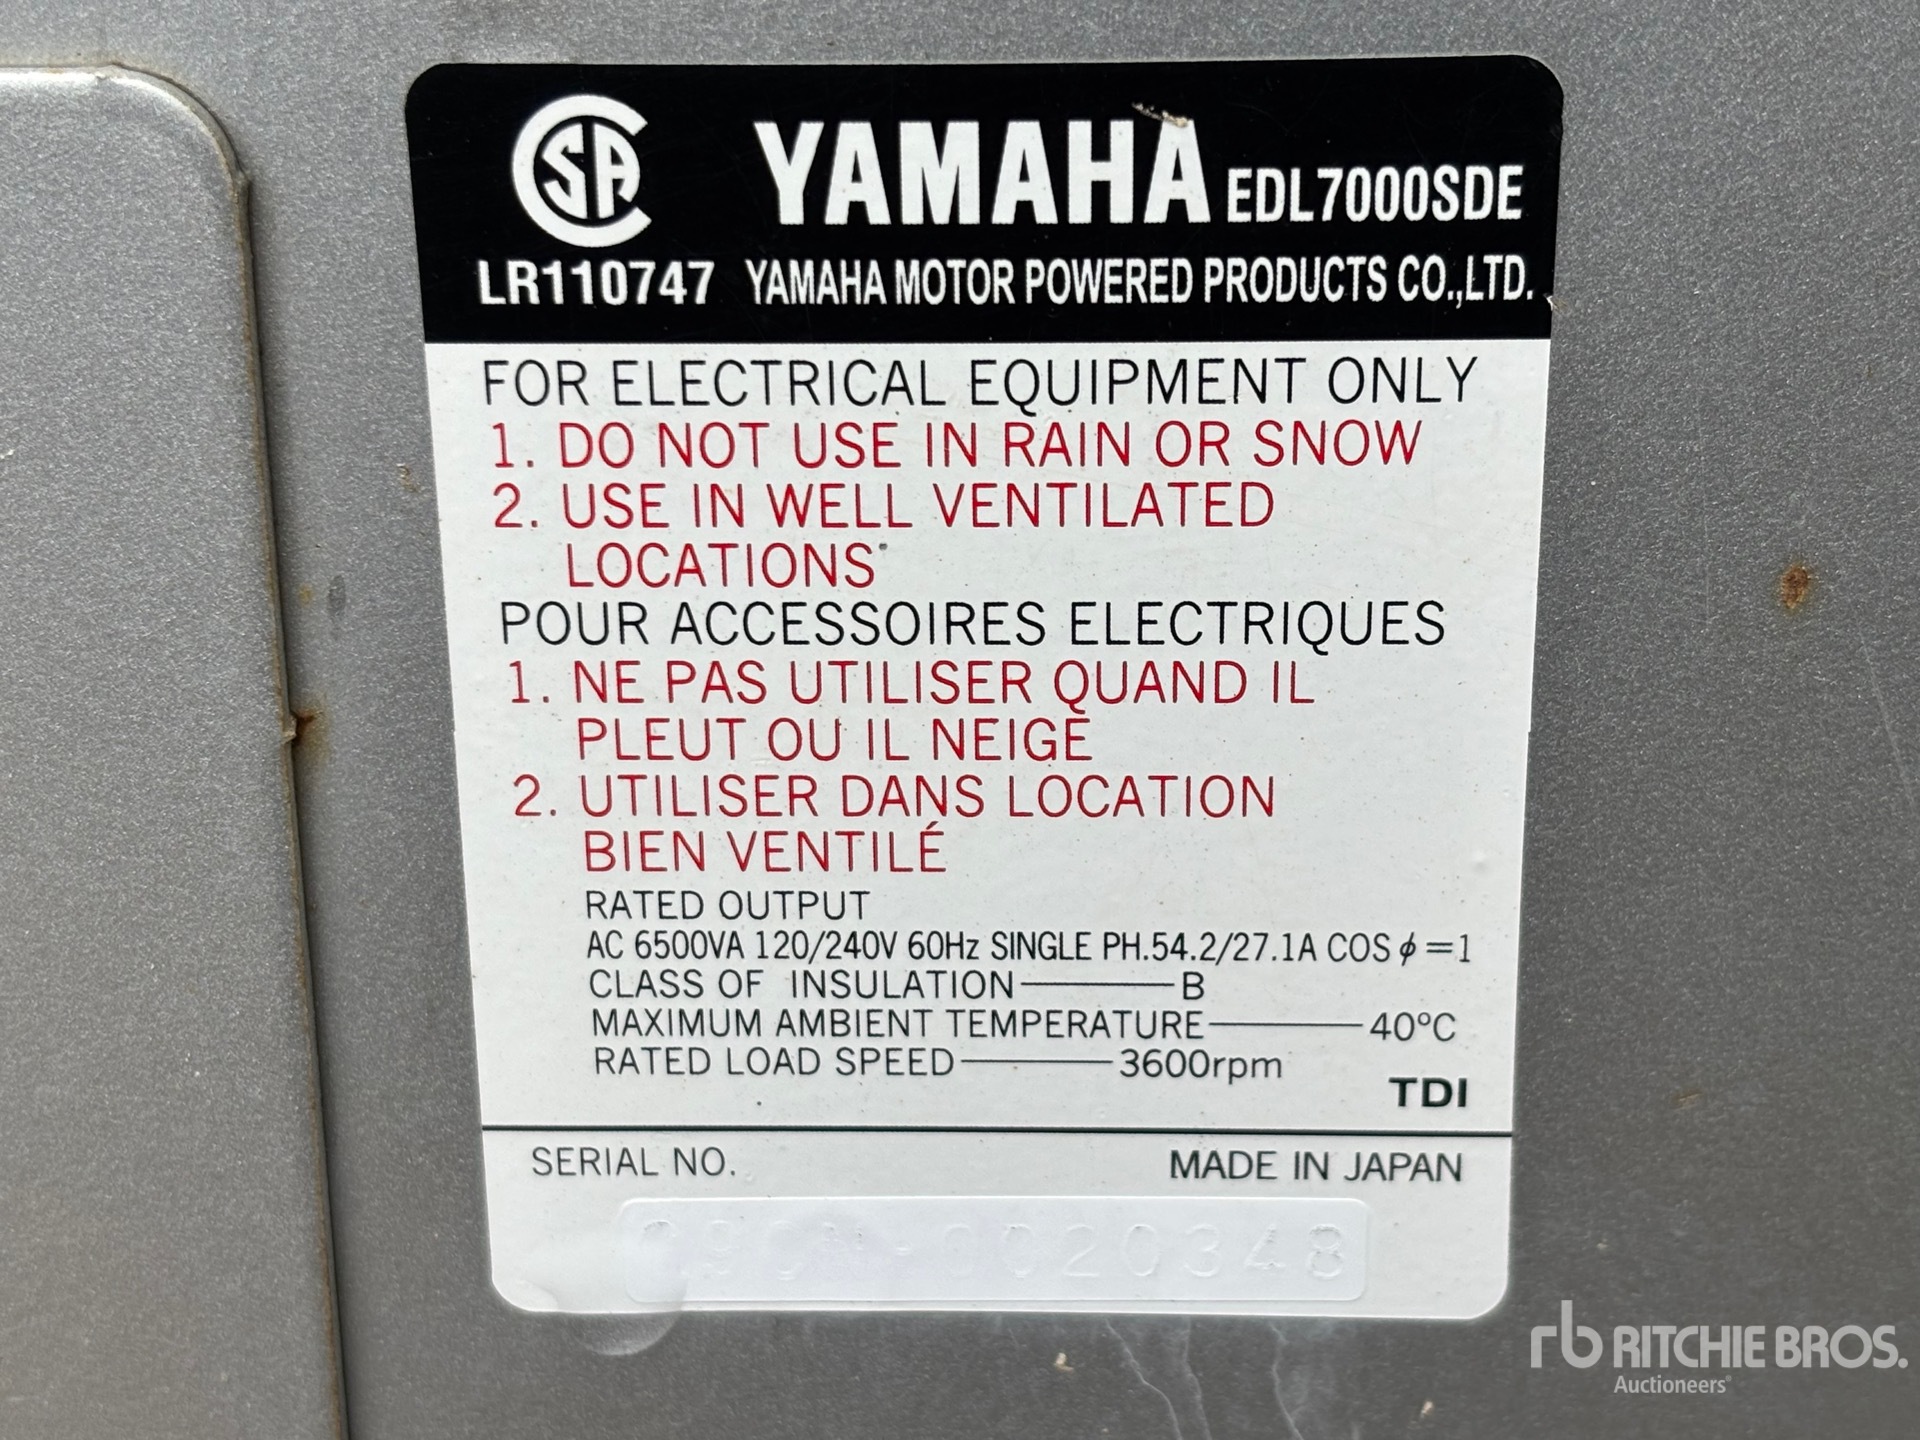 CSA YAMAHA EDL7000SDE
LR110747 YAMAHA MOTOR POWERED PRODUCTS CO.,LTD.
FOR ELECTRICAL EQUIPMENT ONLY
1. DO NOT USE IN RAIN OR SNOW
2. USE IN WELL VENTILATED
LOCATIONS
POUR ACCESSOIRES ELECTRIQUES
1. NE PAS UTILISER QUAND IL
PLEUT OU IL NEIGE
2. UTILISER DANS LOCATION
BIEN VENTILÉ
RATED OUTPUT
AC 6500VA 120/240V 60Hz SINGLE PH.54.2/27.1A COS ϕ =1
CLASS OF INSULATION B
MAXIMUM AMBIENT TEMPERATURE 40°C
RATED LOAD SPEED 3600rpm
TDI
SERIAL NO. MADE IN JAPAN
rb RITCHIE BROS.
Auctioneers